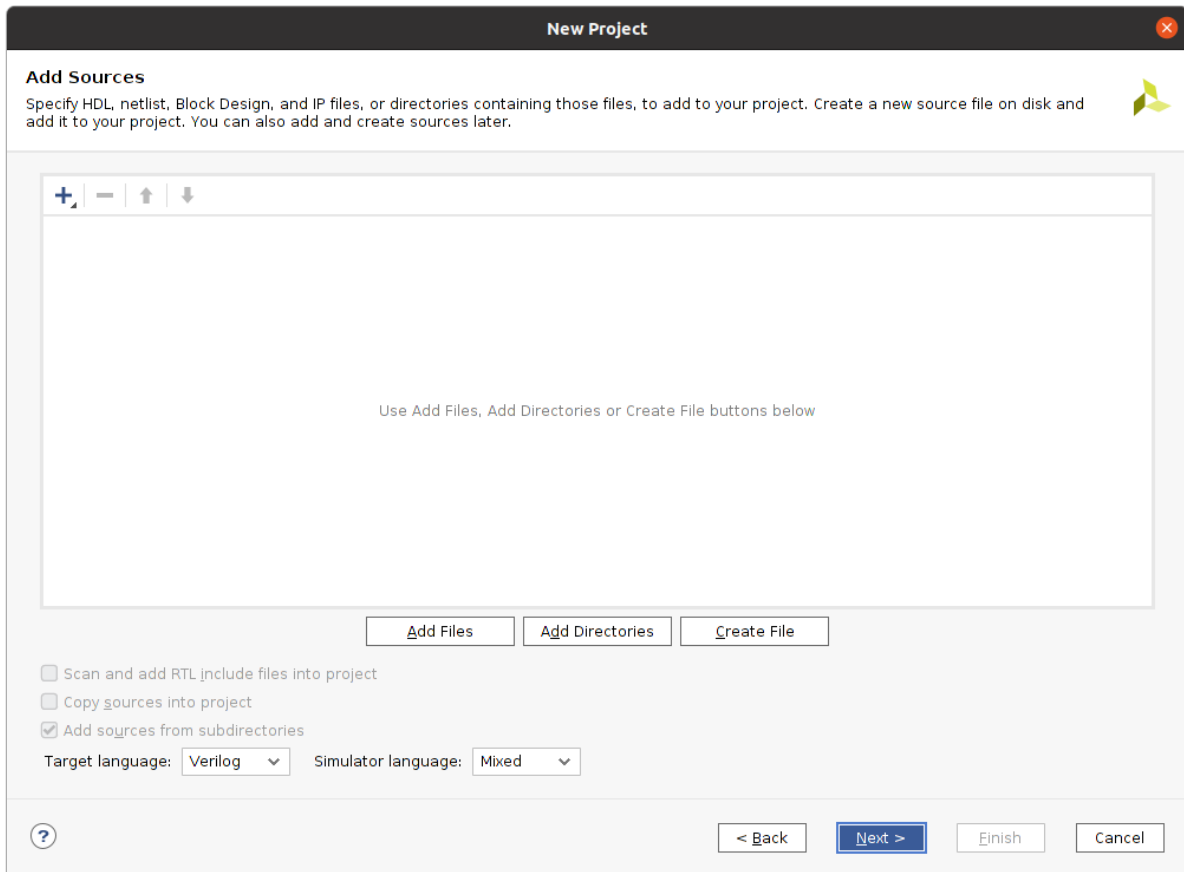 New Project
Add Sources
Specify HDL, netlist, Block Design, and IP files, or directories containing those files, to add to your project. Create a new source file on disk and
add it to your project. You can also add and create sources later.
Use Add Files, Add Directories or Create File buttons below
Add Files Add Directories Create File
Scan and add RTL include files into project
Copy sources into project
Add sources from subdirectories
Target language: Verilog Simulator language: Mixed
? < Back Next > Finish Cancel